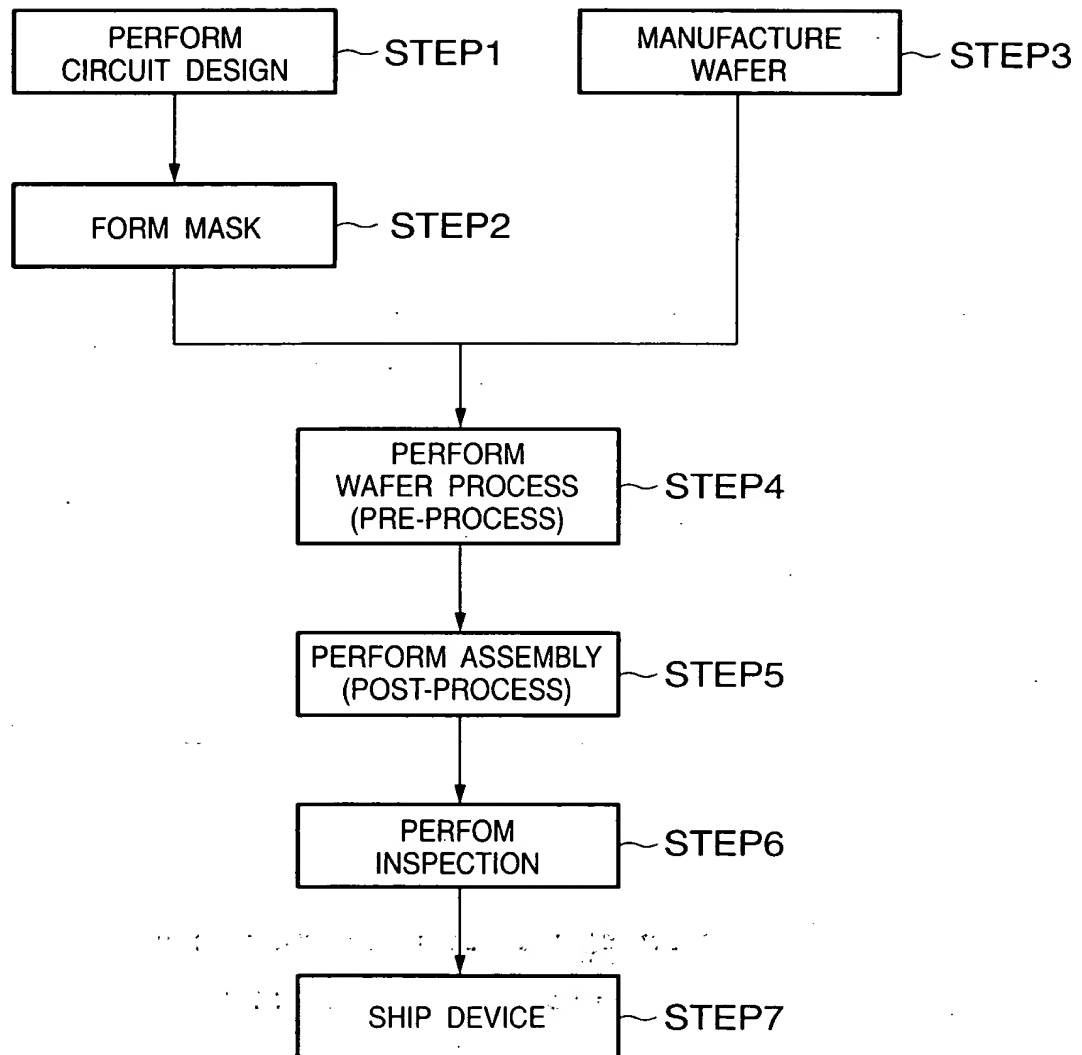 PERFORM
CIRCUIT DESIGN
STEP1
MANUFACTURE
WAFER
STEP3
FORM MASK
STEP2
PERFORM
WAFER PROCESS
(PRE-PROCESS)
STEP4
PERFORM ASSEMBLY
(POST-PROCESS)
STEP5
PERFOM
INSPECTION
STEP6
SHIP DEVICE
STEP7